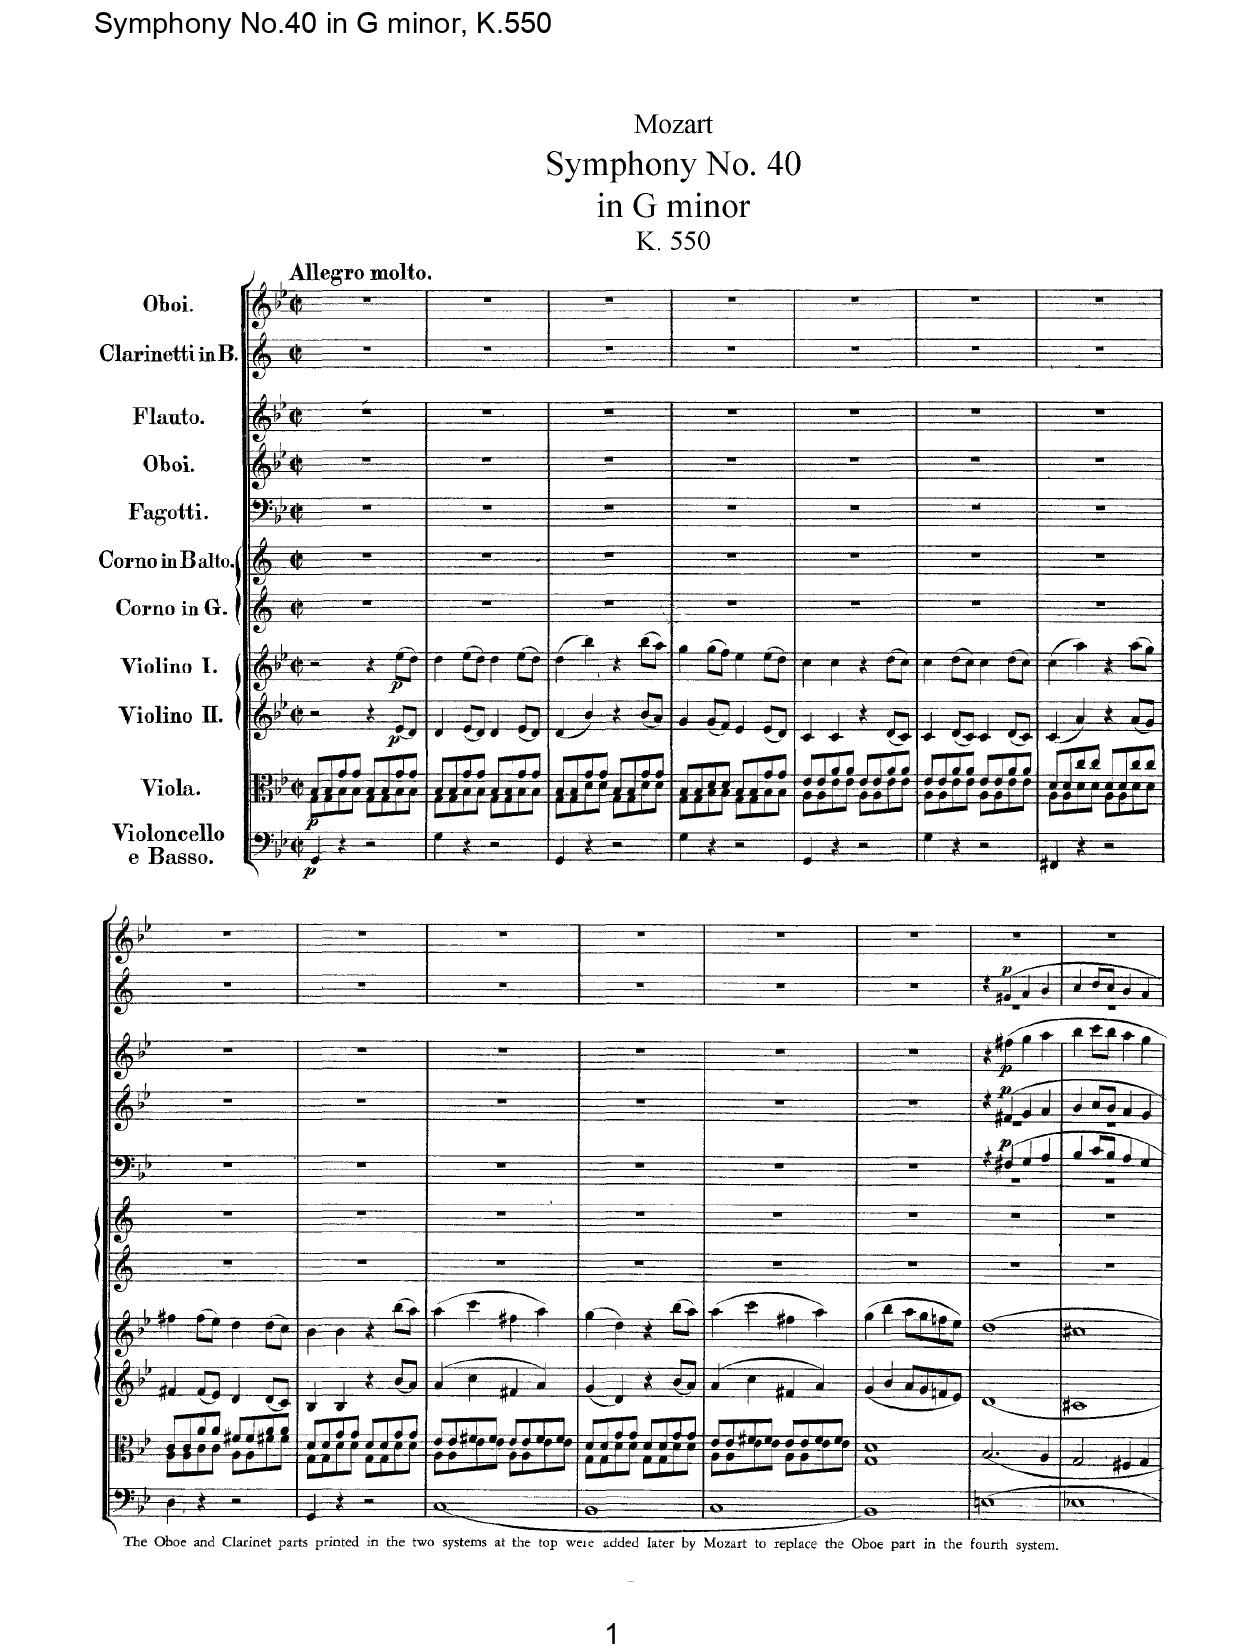 Symphony No.40 in G minor, K.550
Mozart
Symphony No. 40
in G minor
K. 550
Allegro molto.
Oboi.
Clarinetti in B.
Flauto.
Oboi.
Fagotti.
Corno in B alto.
Corno in G.
Violino I.
p
Violino II.
p
Viola.
p
Violoncello
e Basso.
p
p
p
p
p
The Oboe and Clarinet parts printed in the two systems at the top were added later by Mozart to replace the Oboe part in the fourth system.
1